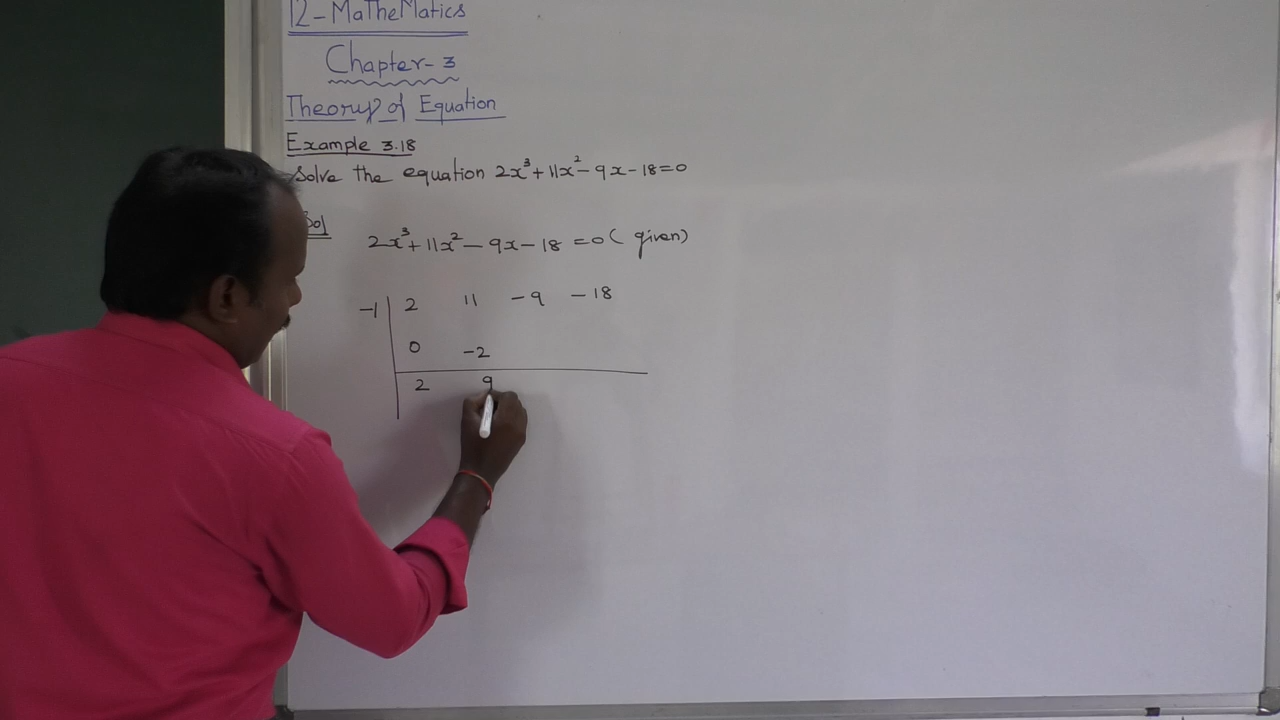 12-MaTheMaTics
Chapter-3
Theory of Equation
Example 3.18
Solve the equation 2x³+11x²-9x-18=0
Sol
2x³+11x²-9x-18=0 (given)
-1 | 2 11 -9 -18
0 -2
2 9